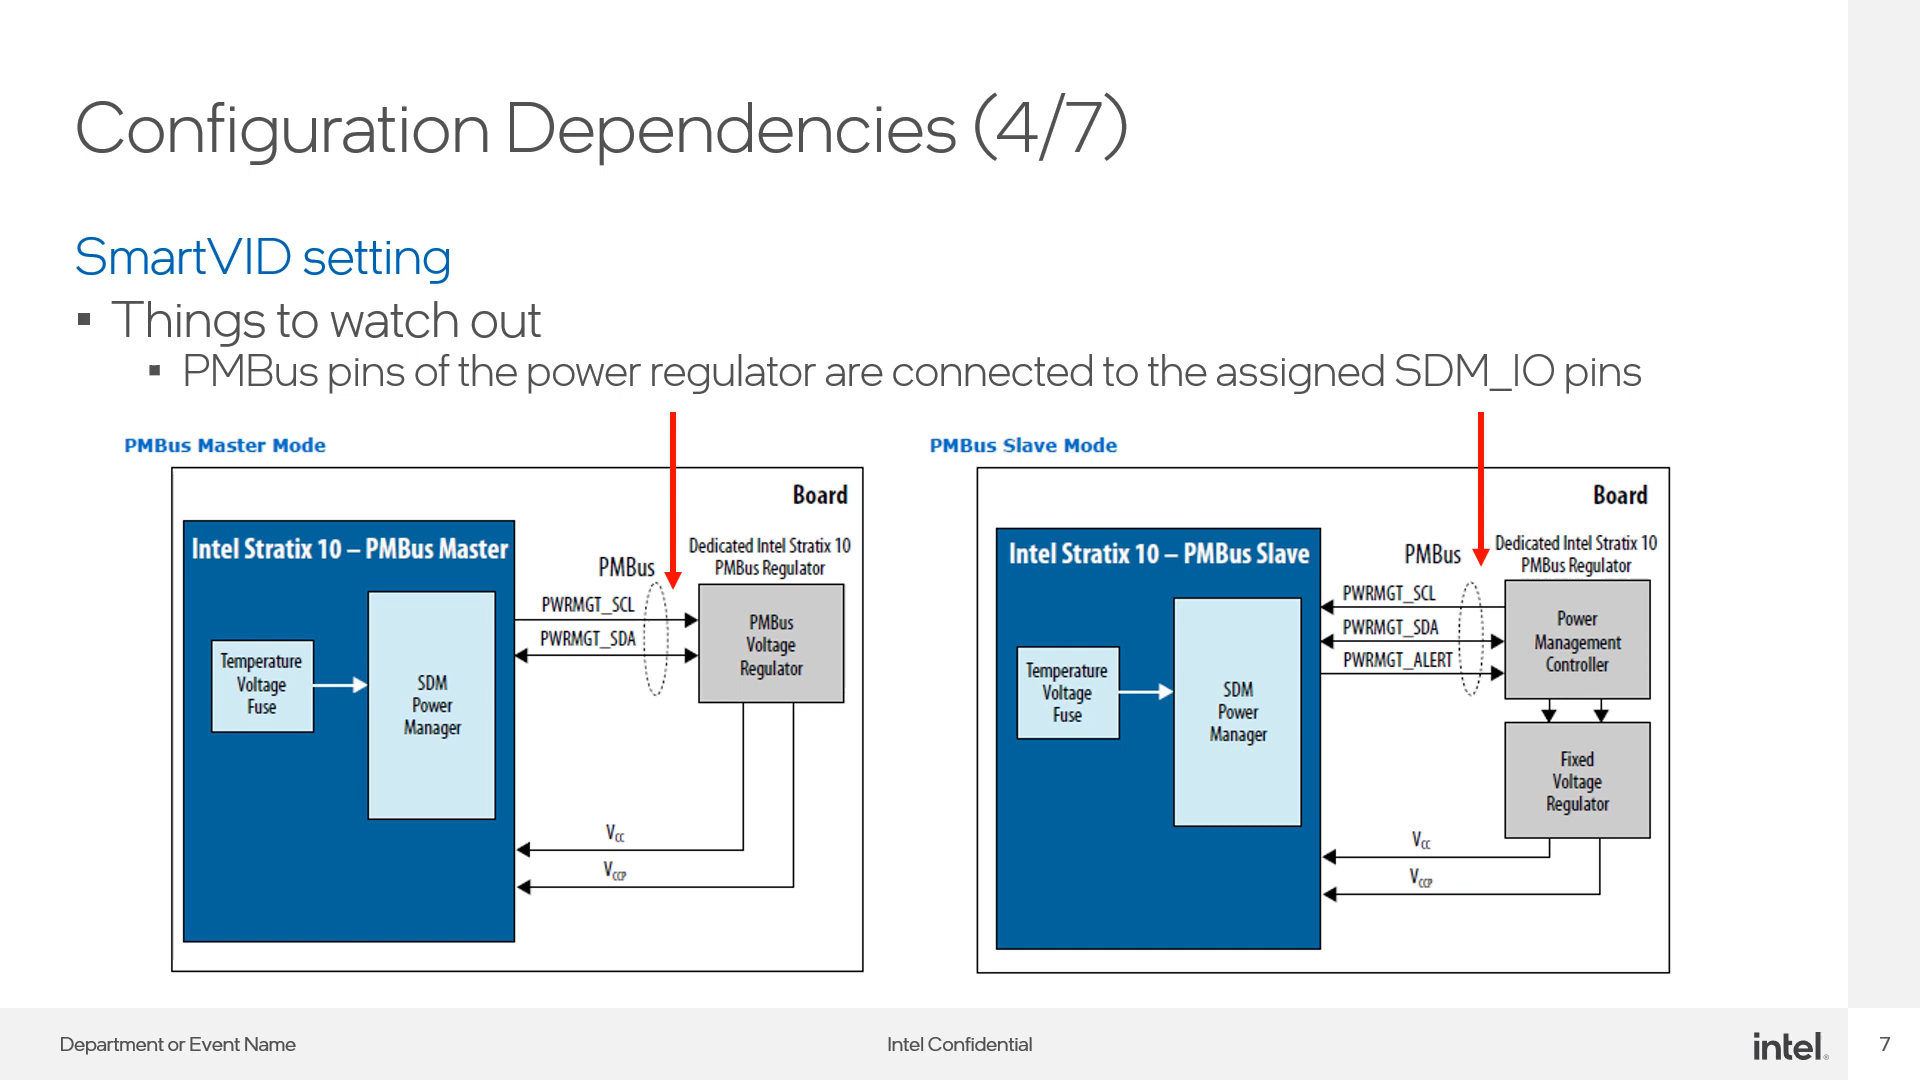 Configuration Dependencies (4/7)
SmartVID setting
▪ Things to watch out
▪ PMBus pins of the power regulator are connected to the assigned SDM_IO pins
PMBus Master Mode
Board
Intel Stratix 10 – PMBus Master
PMBus
Dedicated Intel Stratix 10
PMBus Regulator
PWRMGT_SCL
PWRMGT_SDA
Temperature
Voltage
Fuse
SDM
Power
Manager
PMBus
Voltage
Regulator
VCC
VCCP
PMBus Slave Mode
Board
Intel Stratix 10 – PMBus Slave
PMBus
Dedicated Intel Stratix 10
PMBus Regulator
PWRMGT_SCL
PWRMGT_SDA
PWRMGT_ALERT
Temperature
Voltage
Fuse
SDM
Power
Manager
Power
Management
Controller
Fixed
Voltage
Regulator
VCC
VCCP
Department or Event Name
Intel Confidential
intel®
7